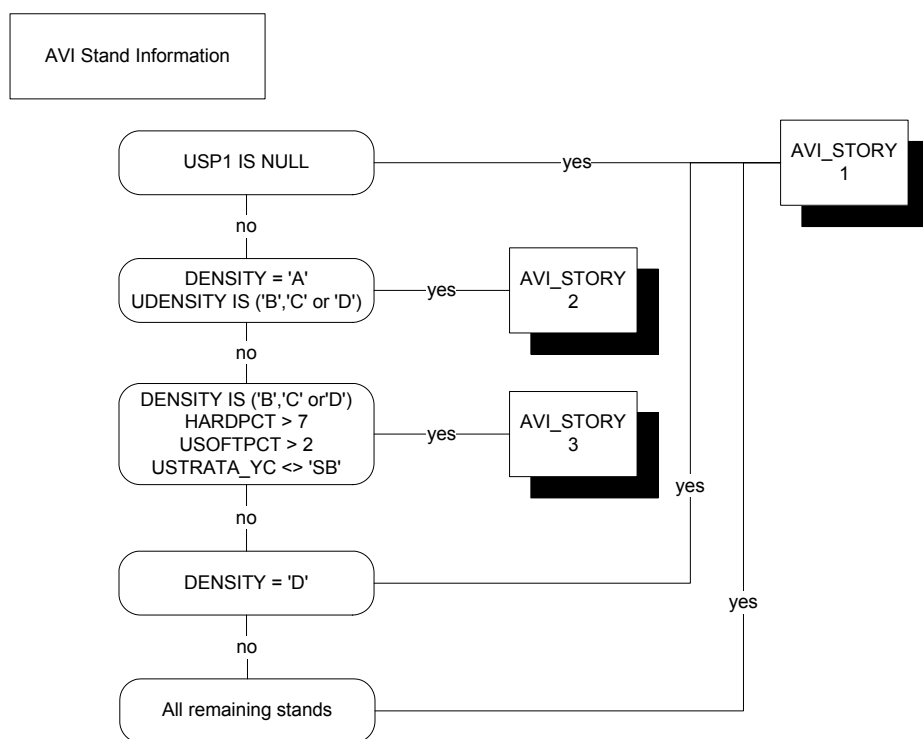 AVI Stand Information
USP1 IS NULL
yes
AVI_STORY
1
no
DENSITY = 'A'
UDENSITY IS ('B','C' or 'D')
yes
AVI_STORY
2
no
DENSITY IS ('B','C' or'D')
HARDPCT > 7
USOFTPCT > 2
USTRATA_YC <> 'SB'
yes
AVI_STORY
3
yes
no
DENSITY = 'D'
yes
no
All remaining stands